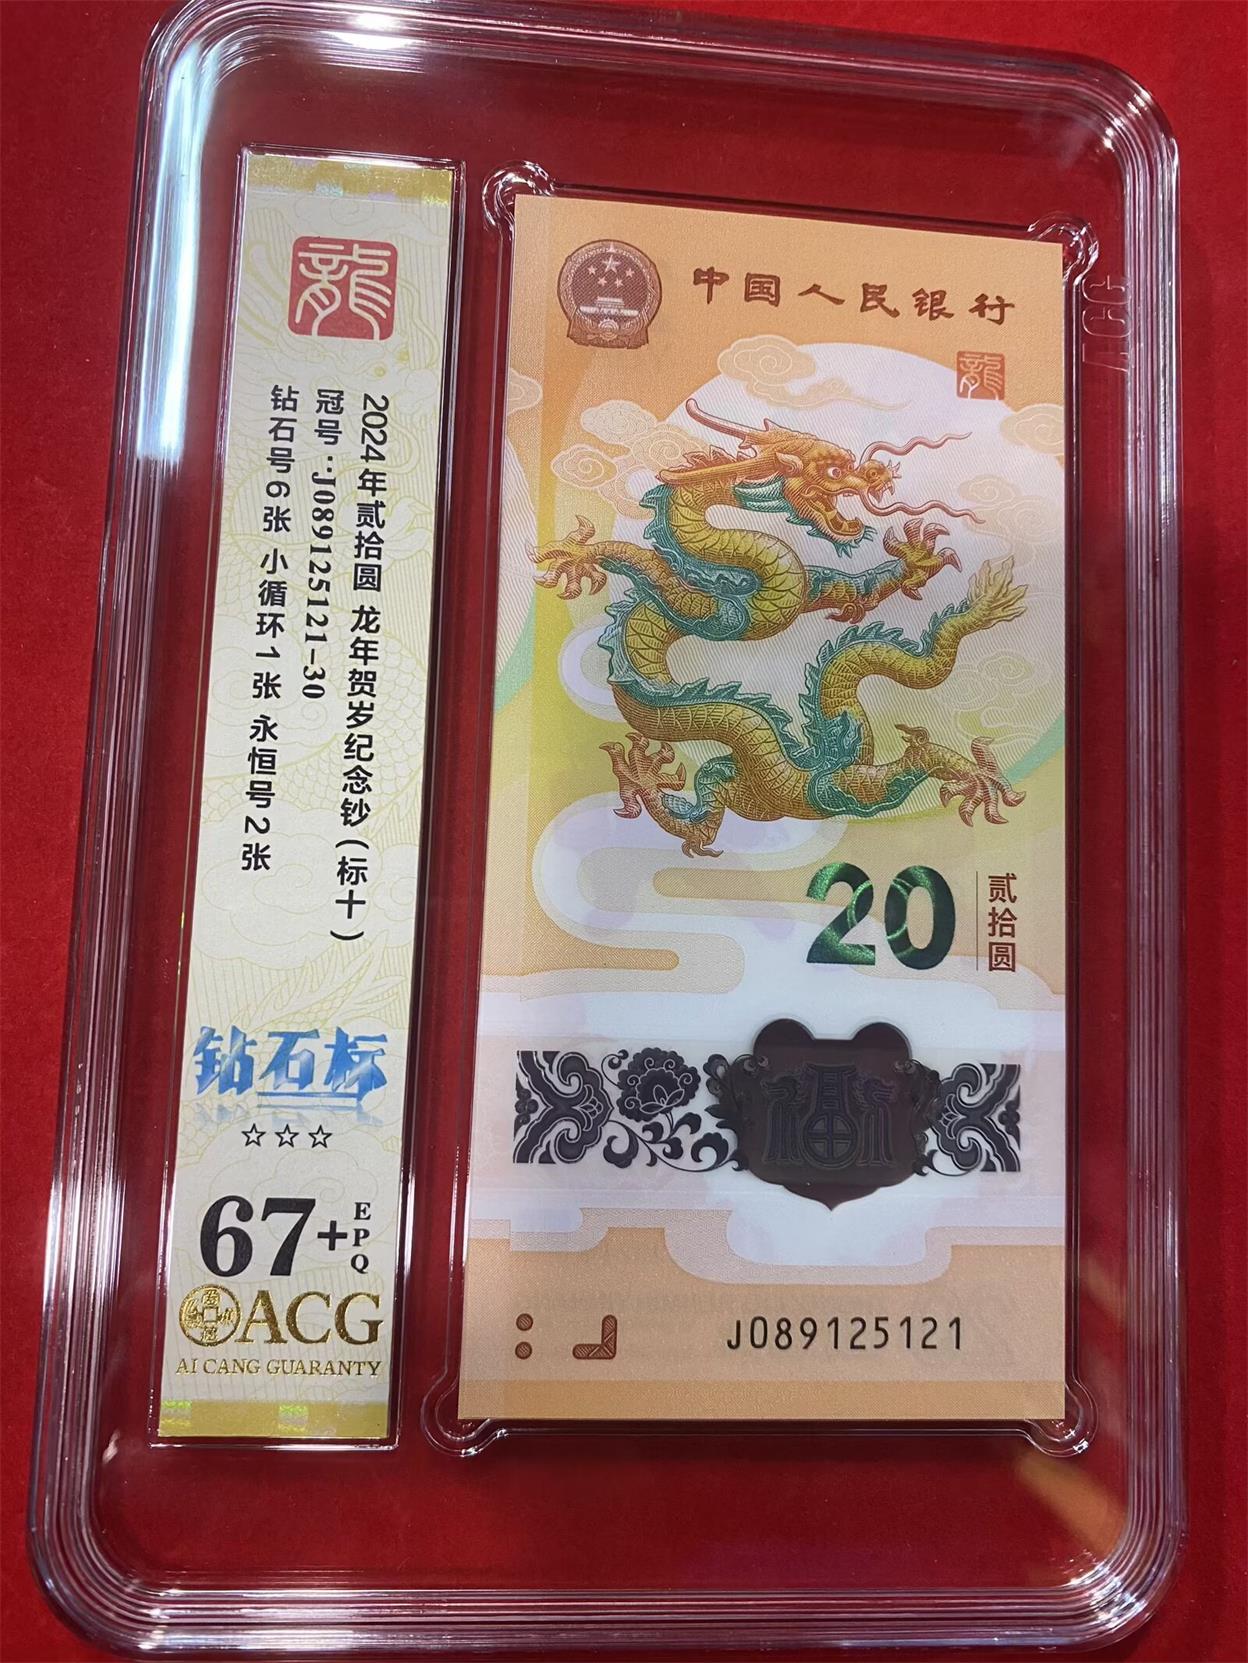 龍
2024年贰拾圆 龙年贺岁纪念钞(标十)
冠号:J089125121-30
钻石号6张 小循环1张 永恒号2张
钻石标
☆☆☆
67+
EPQ
ACG
AI CANG GUARANTY
中国人民银行
龍
20
贰拾圆
福
J089125121
ACG